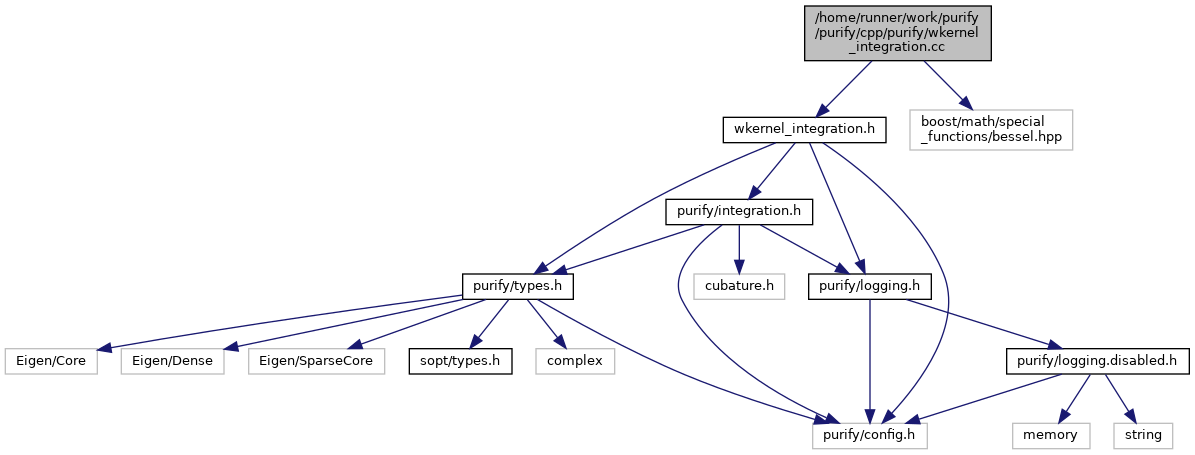 /home/runner/work/purify
/purify/cpp/purify/wkernel
_integration.cc
wkernel_integration.h
boost/math/special
_functions/bessel.hpp
purify/integration.h
purify/types.h
cubature.h
purify/logging.h
Eigen/Core
Eigen/Dense
Eigen/SparseCore
sopt/types.h
complex
purify/logging.disabled.h
purify/config.h
memory
string